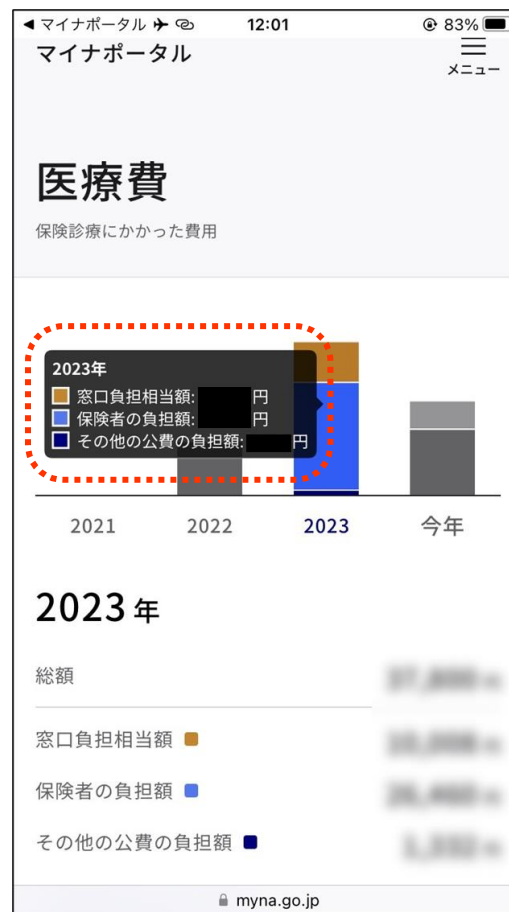 マイナポータル 12:01 83%
マイナポータル
メニュー
医療費
保険診療にかかった費用
2023年
窓口負担相当額: 円
保険者の負担額: 円
その他の公費の負担額: 円
2021 2022 2023 今年
2023年
総額
窓口負担相当額
保険者の負担額
その他の公費の負担額
myna.go.jp